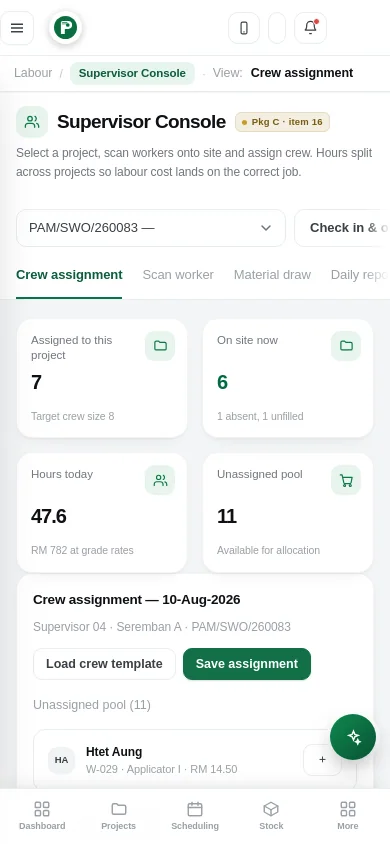 Labour / Supervisor Console · View: Crew assignment
Supervisor Console
Pkg C · item 16
Select a project, scan workers onto site and assign crew. Hours split
across projects so labour cost lands on the correct job.
PAM/SWO/260083 —
Check in & o
Crew assignment Scan worker Material draw Daily repo
Assigned to this
project
7
Target crew size 8
On site now
6
1 absent, 1 unfilled
Hours today
47.6
RM 782 at grade rates
Unassigned pool
11
Available for allocation
Crew assignment — 10-Aug-2026
Supervisor 04 · Seremban A · PAM/SWO/260083
Load crew template
Save assignment
Unassigned pool (11)
HA
Htet Aung
W-029 · Applicator I · RM 14.50
+
Dashboard Projects Scheduling Stock More